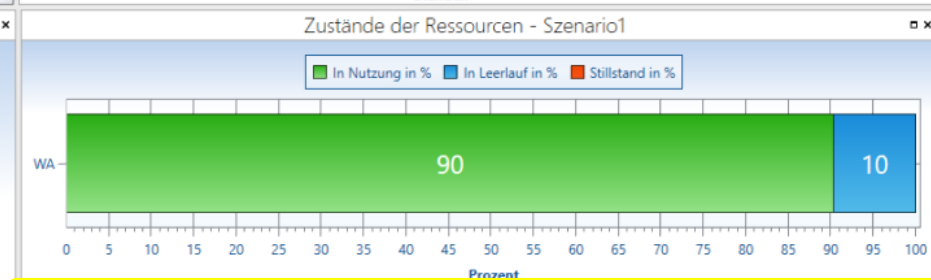 Zustände der Ressourcen - Szenario1
In Nutzung in % In Leerlauf in % Stillstand in %
WA 90 10
0 5 10 15 20 25 30 35 40 45 50 55 60 65 70 75 80 85 90 95 100
Prozent